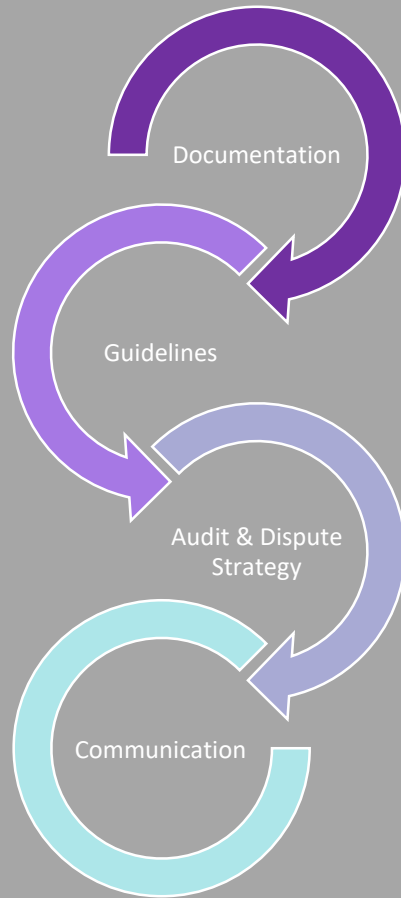 Documentation
Guidelines
Audit & Dispute
Strategy
Communication